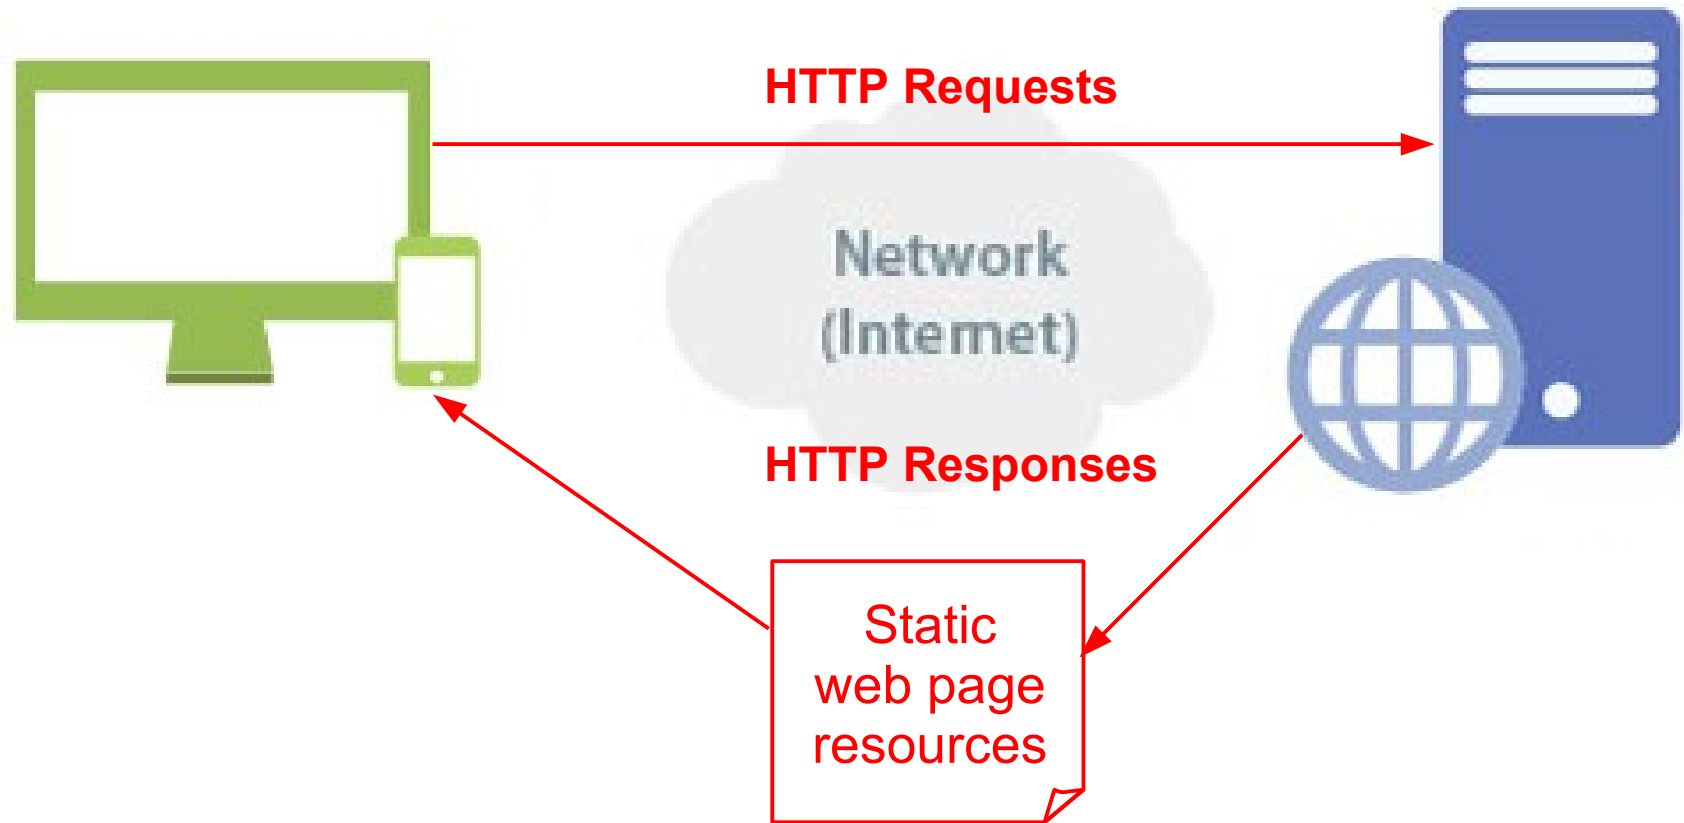 HTTP Requests
Network
(Internet)
HTTP Responses
Static
web page
resources